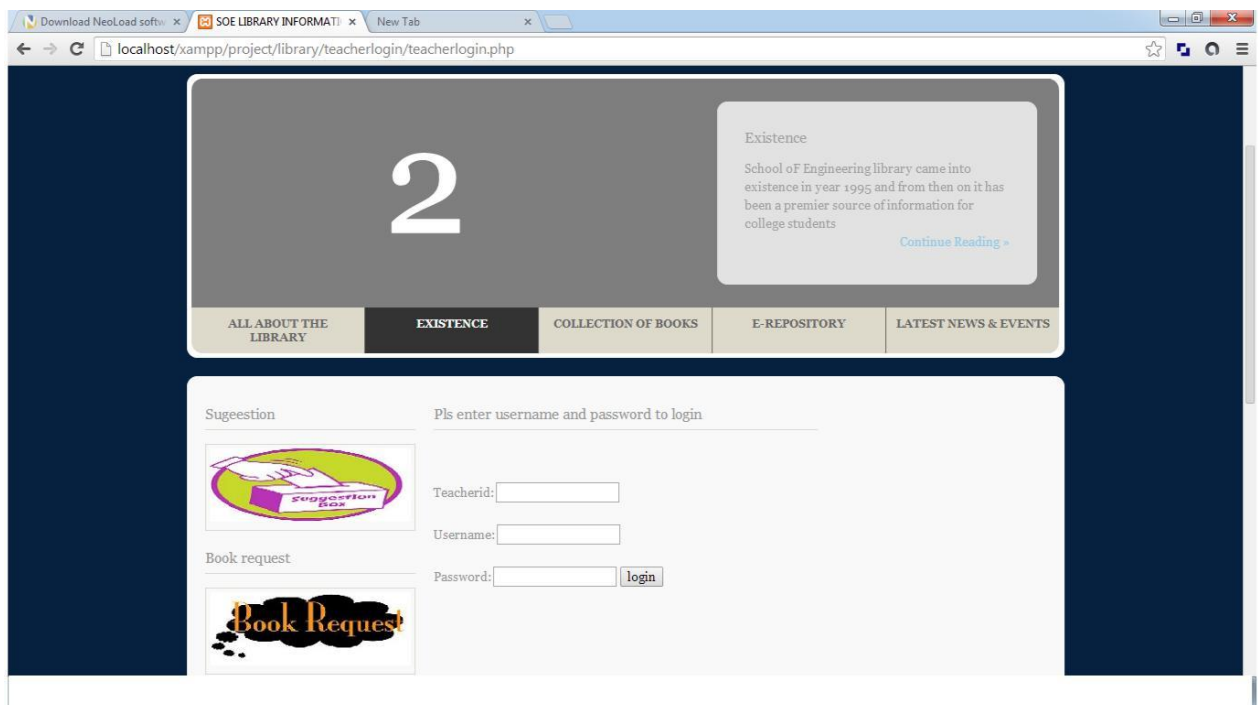 Download NeoLoad softw
SOE LIBRARY INFORMATI
New Tab
localhost/xampp/project/library/teacherlogin/teacherlogin.php
2
Existence
School oF Engineering library came into
existence in year 1995 and from then on it has
been a premier source of information for
college students
Continue Reading »
ALL ABOUT THE
LIBRARY
EXISTENCE
COLLECTION OF BOOKS
E-REPOSITORY
LATEST NEWS & EVENTS
Sugeestion
Suggestion
Box
Book request
Book Request
Pls enter username and password to login
Teacherid:
Username:
Password:
login